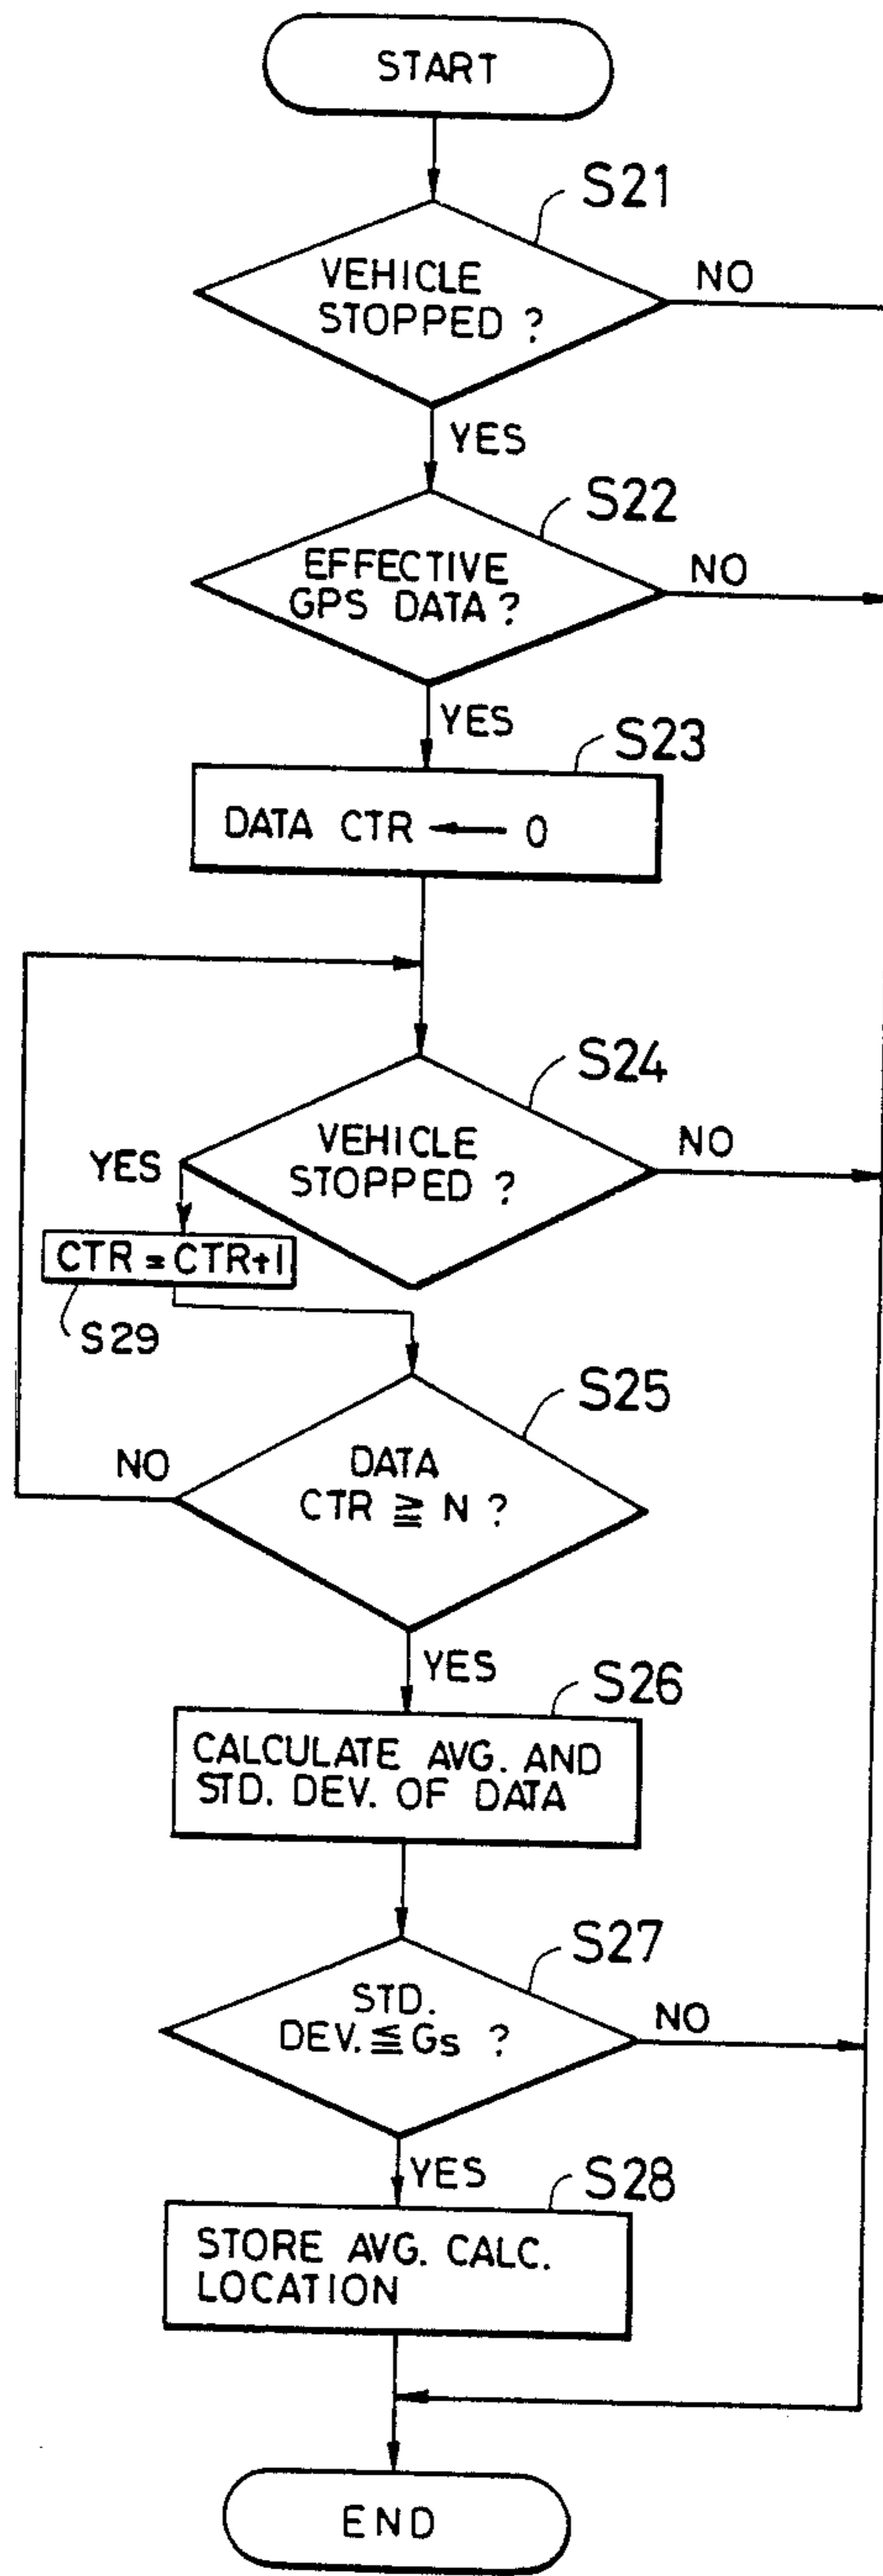 START
S21
VEHICLE
STOPPED ?
NO
YES
S22
EFFECTIVE
GPS DATA ?
NO
YES
S23
DATA CTR ← 0
S24
VEHICLE
STOPPED ?
NO
YES
CTR = CTR+1
S29
S25
DATA
CTR ≧ N ?
NO
YES
S26
CALCULATE AVG. AND
STD. DEV. OF DATA
S27
STD.
DEV. ≦ Gs ?
NO
YES
S28
STORE AVG. CALC.
LOCATION
END